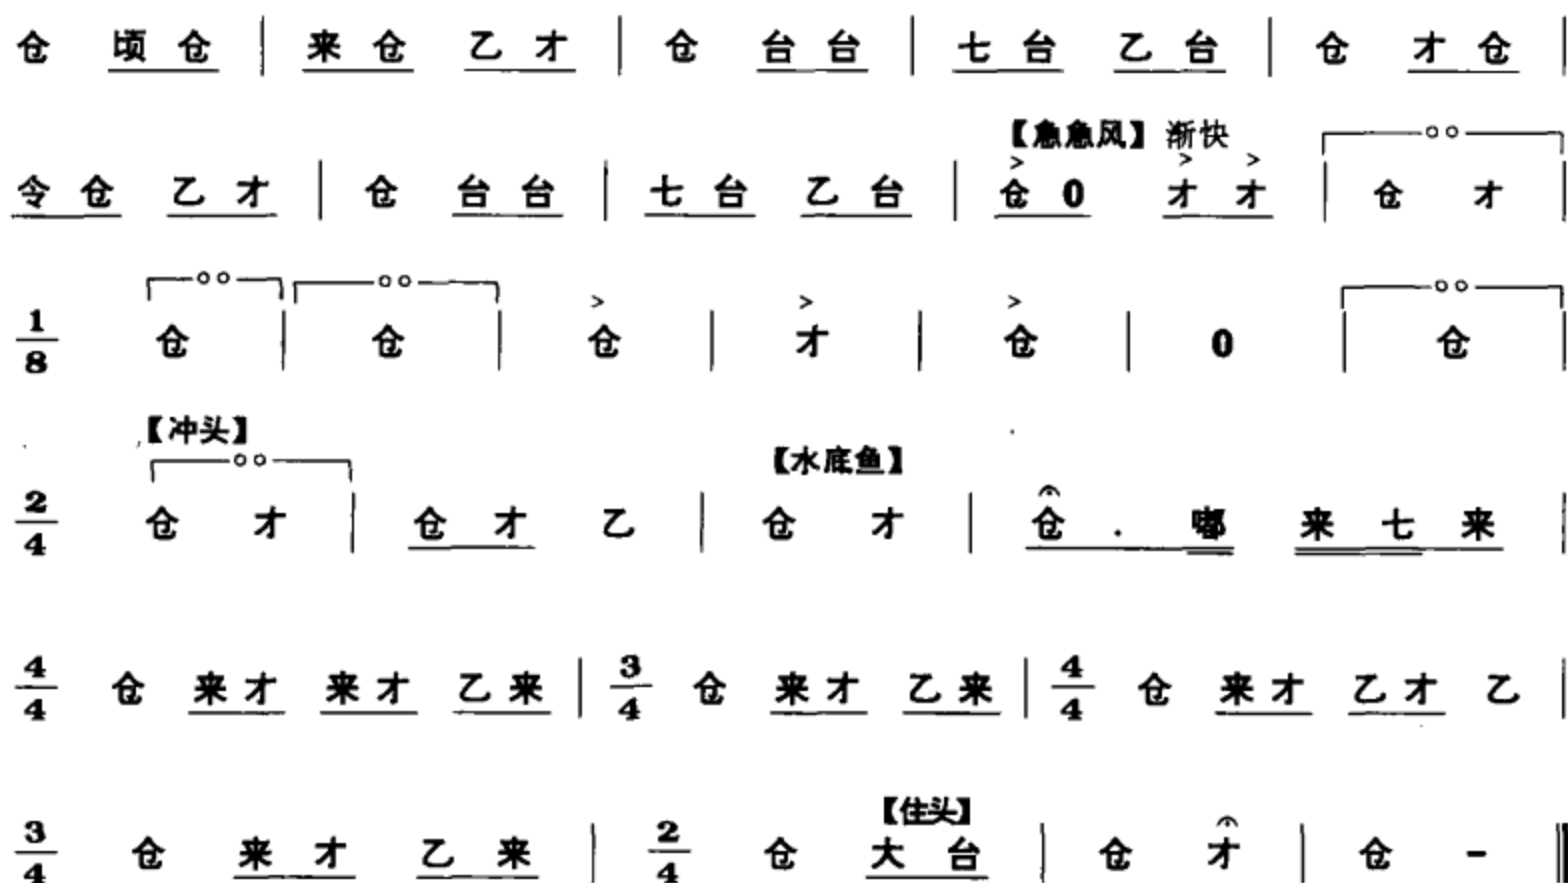 仓 顷仓 | 来仓 乙才 | 仓 台台 | 七台 乙台 | 仓 才仓 |
【急急风】 渐快
令仓 乙才 | 仓 台台 | 七台 乙台 | 仓0 才才 | 仓 才 |
1/8 仓 | 仓 | 仓 | 才 | 仓 | 0 | 仓 |
【冲头】 【水底鱼】
2/4 仓 才 | 仓才 乙 | 仓 才 | 仓.嘟 来七来 |
4/4 仓 来才 来才 乙来 | 3/4 仓 来才 乙来 | 4/4 仓 来才 乙才 乙 |
【住头】
3/4 仓 来才 乙来 | 2/4 仓 大台 | 仓 才 | 仓 - ‖